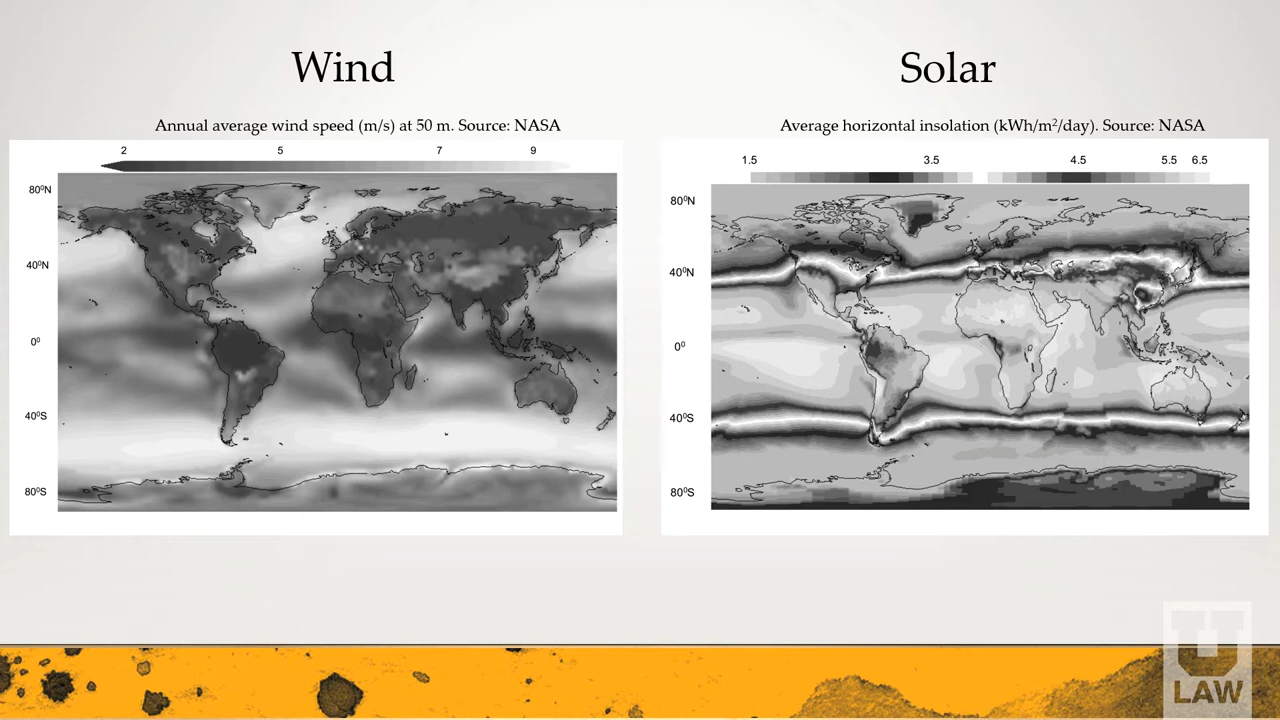 Wind
Solar
Annual average wind speed (m/s) at 50 m. Source: NASA
Average horizontal insolation (kWh/m²/day). Source: NASA
2 5 7 9
80⁰N
40⁰N
0⁰
40⁰S
80⁰S
1.5 3.5 4.5 5.5 6.5
80⁰N
40⁰N
0⁰
40⁰S
80⁰S
U
LAW